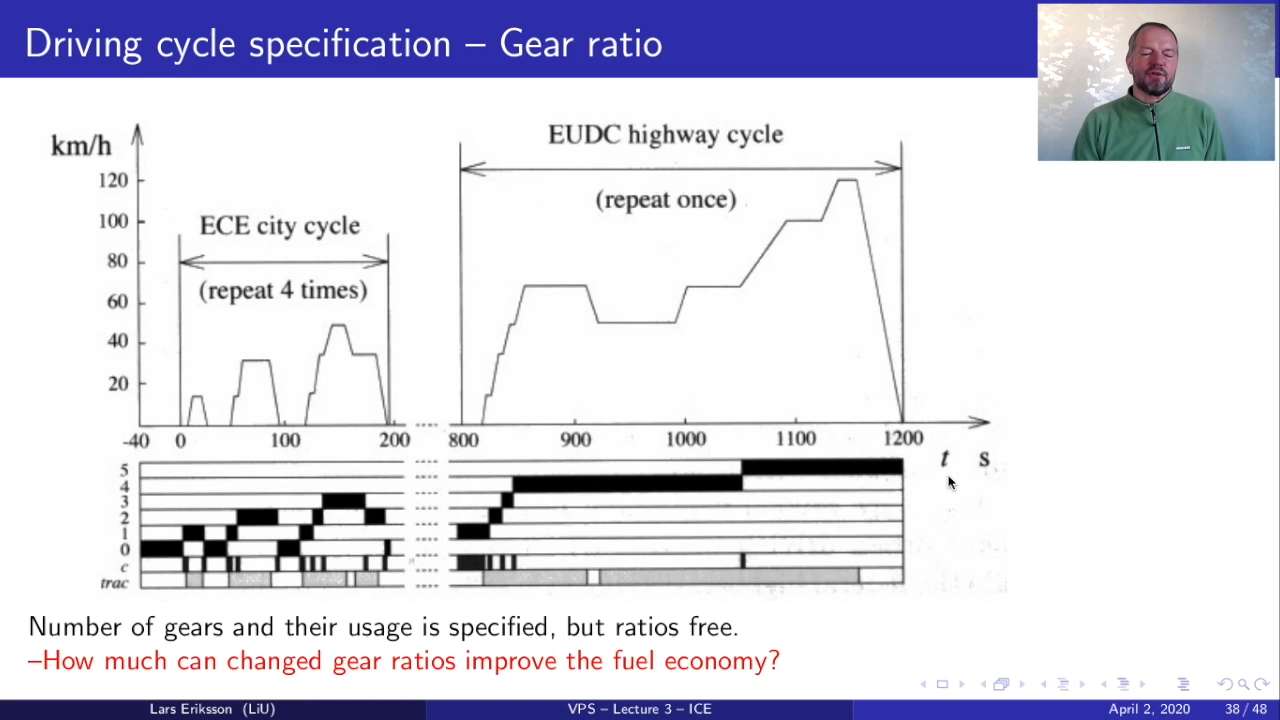 Driving cycle specification – Gear ratio
km/h
EUDC highway cycle
120
(repeat once)
100
ECE city cycle
80
(repeat 4 times)
60
40
20
-40 0 100 200 800 900 1000 1100 1200
t s
5
4
3
2
1
0
c
trac
Number of gears and their usage is specified, but ratios free.
–How much can changed gear ratios improve the fuel economy?
Lars Eriksson (LiU) VPS – Lecture 3 – ICE April 2, 2020 38 / 48